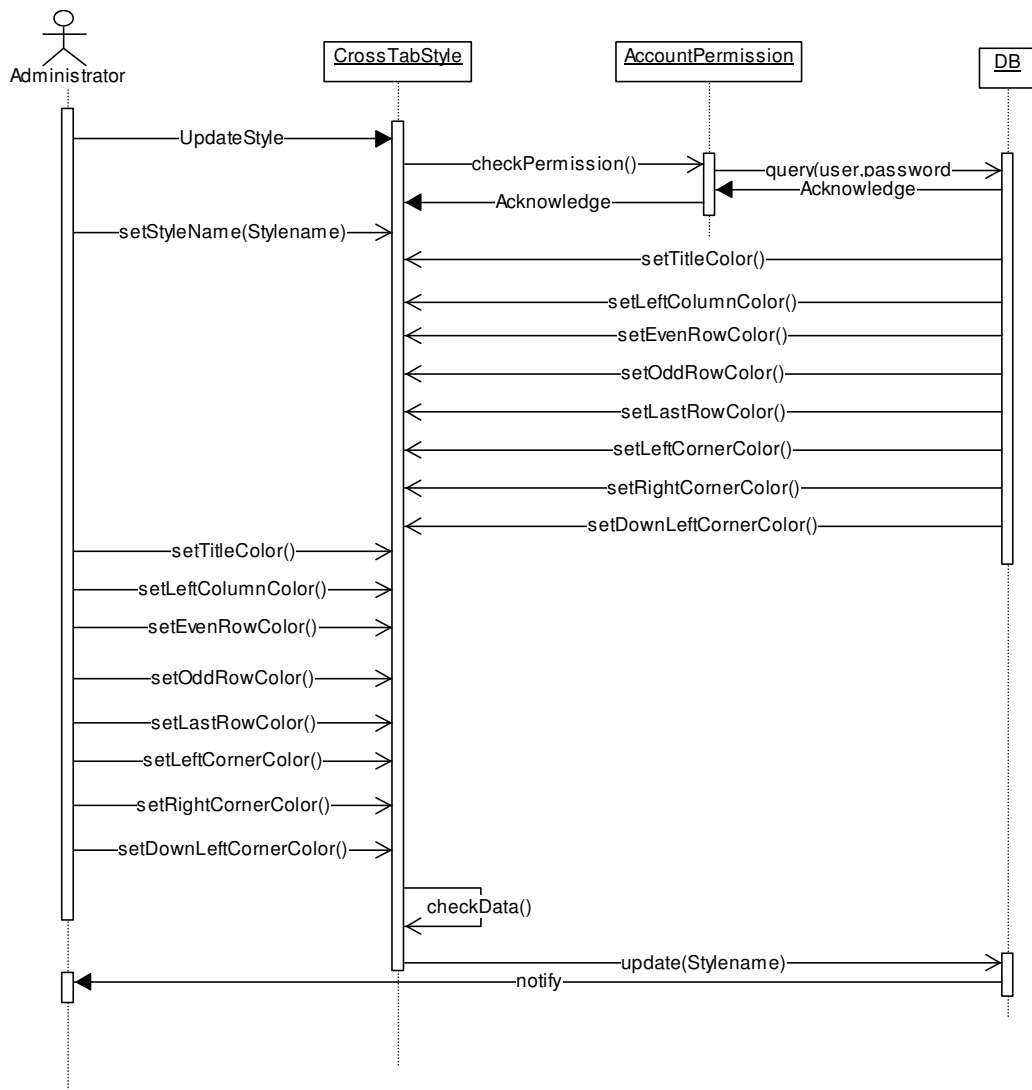 Administrator
CrossTabStyle
AccountPermission
DB
UpdateStyle
checkPermission()
query(user,password
Acknowledge
Acknowledge
setStyleName(Stylename)
setTitleColor()
setLeftColumnColor()
setEvenRowColor()
setOddRowColor()
setLastRowColor()
setLeftCornerColor()
setRightCornerColor()
setDownLeftCornerColor()
setTitleColor()
setLeftColumnColor()
setEvenRowColor()
setOddRowColor()
setLastRowColor()
setLeftCornerColor()
setRightCornerColor()
setDownLeftCornerColor()
checkData()
update(Stylename)
notify